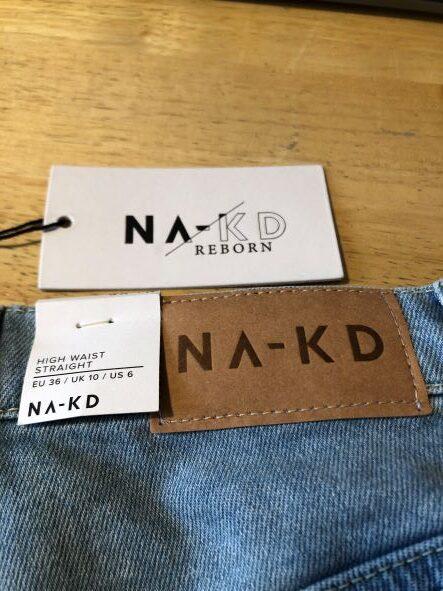 NA-KD
REBORN
HIGH WAIST
STRAIGHT
EU 36 / UK 10 / US 6
NA-KD
NA-KD